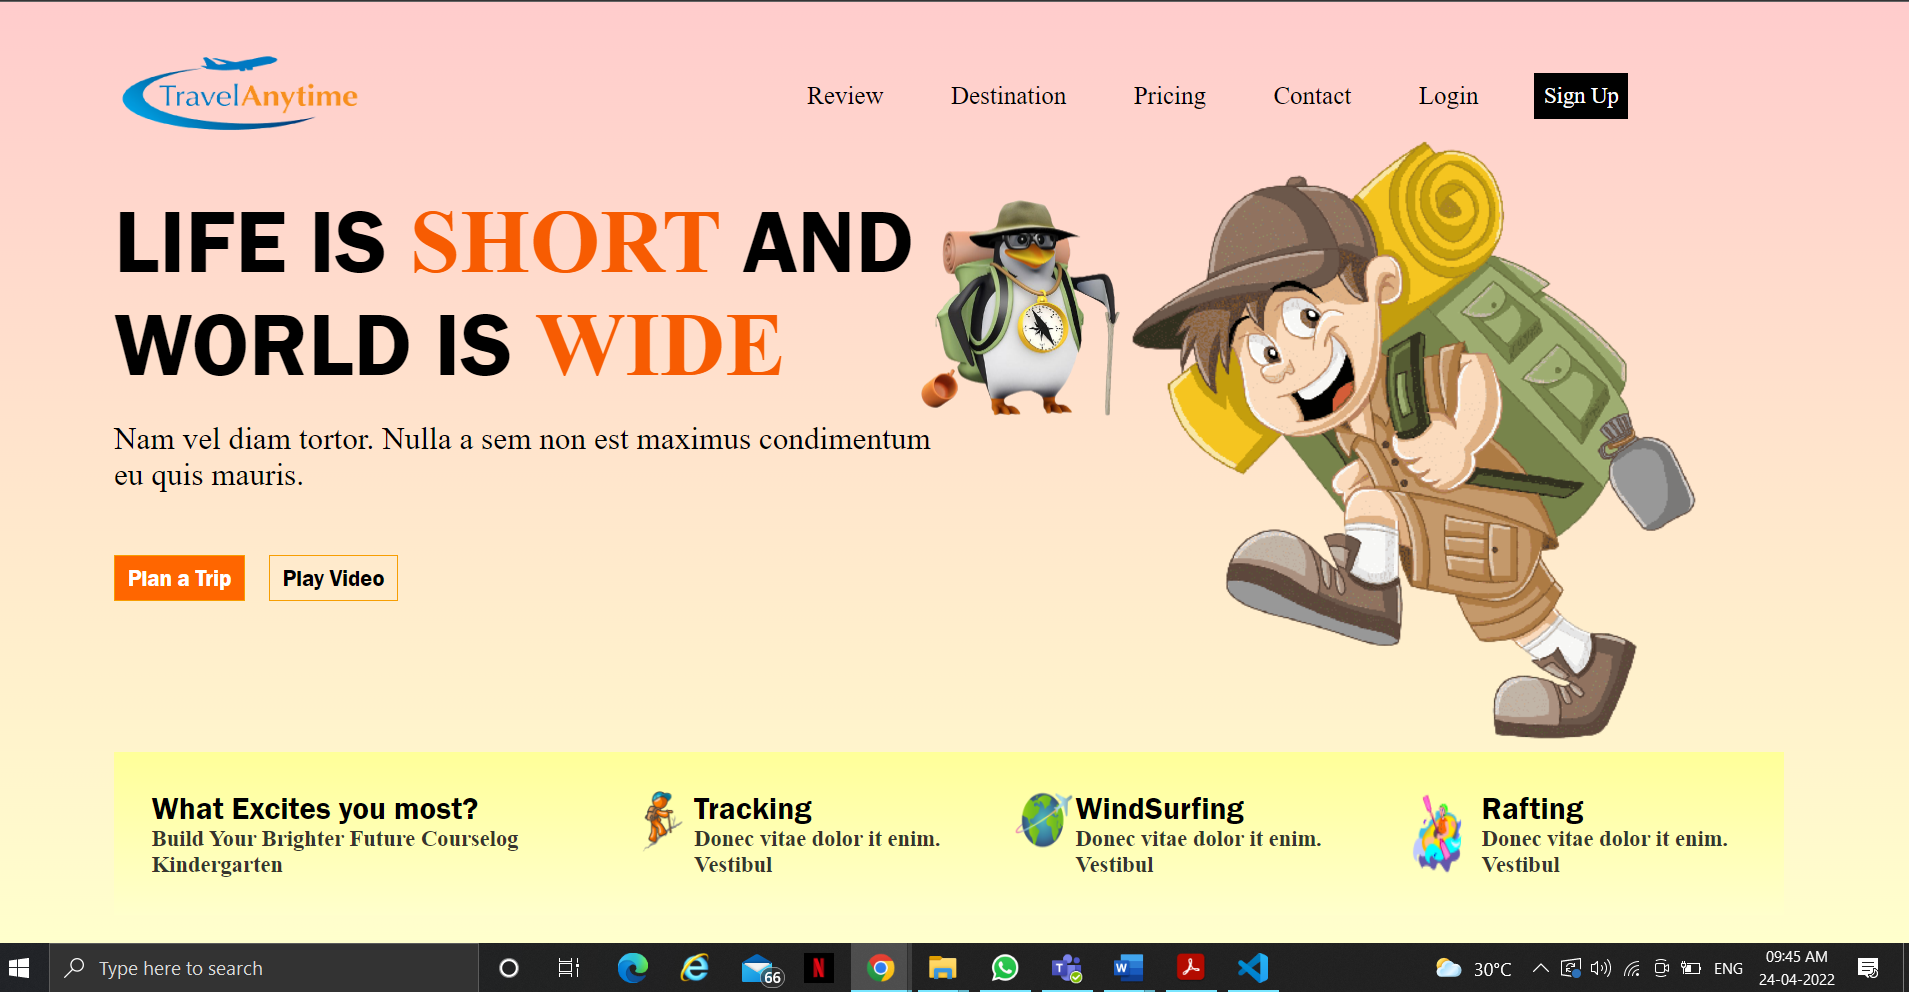 TravelAnytime
Review Destination Pricing Contact Login Sign Up
LIFE IS SHORT AND
WORLD IS WIDE
Nam vel diam tortor. Nulla a sem non est maximus condimentum
eu quis mauris.
Plan a Trip Play Video
What Excites you most?
Build Your Brighter Future Courselog
Kindergarten
Tracking
Donec vitae dolor it enim.
Vestibul
WindSurfing
Donec vitae dolor it enim.
Vestibul
Rafting
Donec vitae dolor it enim.
Vestibul
Type here to search
66
N
T
W
30°C
ENG
09:45 AM
24-04-2022